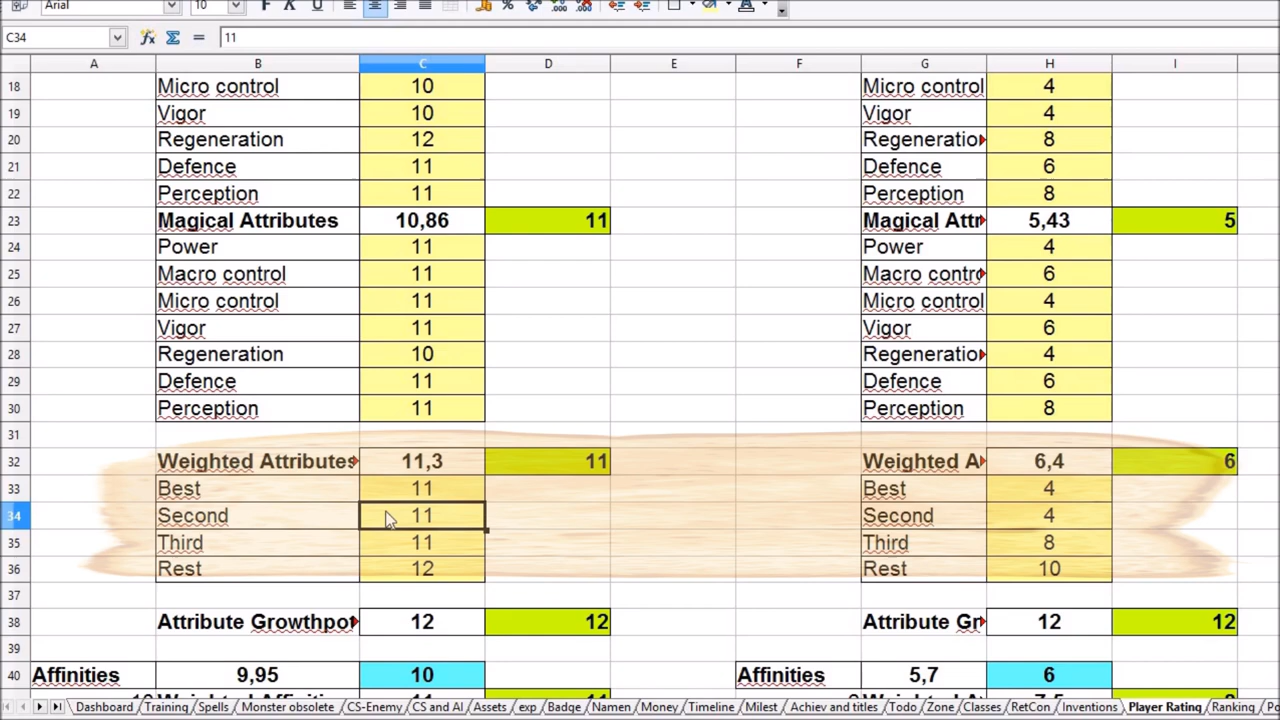 Arial 10
C34 11
A B C D E F G H I
18 Micro control 10 Micro control 4
19 Vigor 10 Vigor 4
20 Regeneration 12 Regeneratio 8
21 Defence 11 Defence 6
22 Perception 11 Perception 8
23 Magical Attributes 10,86 11 Magical Attr 5,43 5
24 Power 11 Power 4
25 Macro control 11 Macro contro 6
26 Micro control 11 Micro control 4
27 Vigor 11 Vigor 6
28 Regeneration 10 Regeneratio 4
29 Defence 11 Defence 6
30 Perception 11 Perception 8
31
32 Weighted Attributes 11,3 11 Weighted A 6,4 6
33 Best 11 Best 4
34 Second 11 Second 4
35 Third 11 Third 8
36 Rest 12 Rest 10
37
38 Attribute Growthpot 12 12 Attribute Gr 12 12
39
40 Affinities 9,95 10 Affinities 5,7 6
Dashboard Training Spells Monster obsolete CS-Enemy CS and AI Assets exp Badge Namen Money Timeline Milest Achiev and titles Todo Zone Classes RetCon Inventions Player Rating Ranking